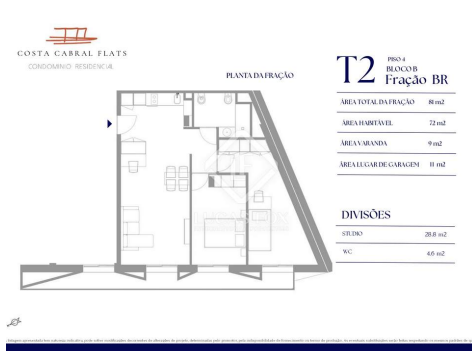 COSTA CABRAL FLATS
CONDOMINIO RESIDENCIAL
PLANTA DA FRAÇÃO
T2
PISO 4
BLOCO B
Fração BR
ÁREA TOTAL DA FRAÇÃO 81 m2
ÁREA HABITÁVEL 72 m2
ÁREA VARANDA 9 m2
ÁREA LUGAR DE GARAGEM 11 m2
DIVISÕES
STUDIO 28.8 m2
WC 4.6 m2